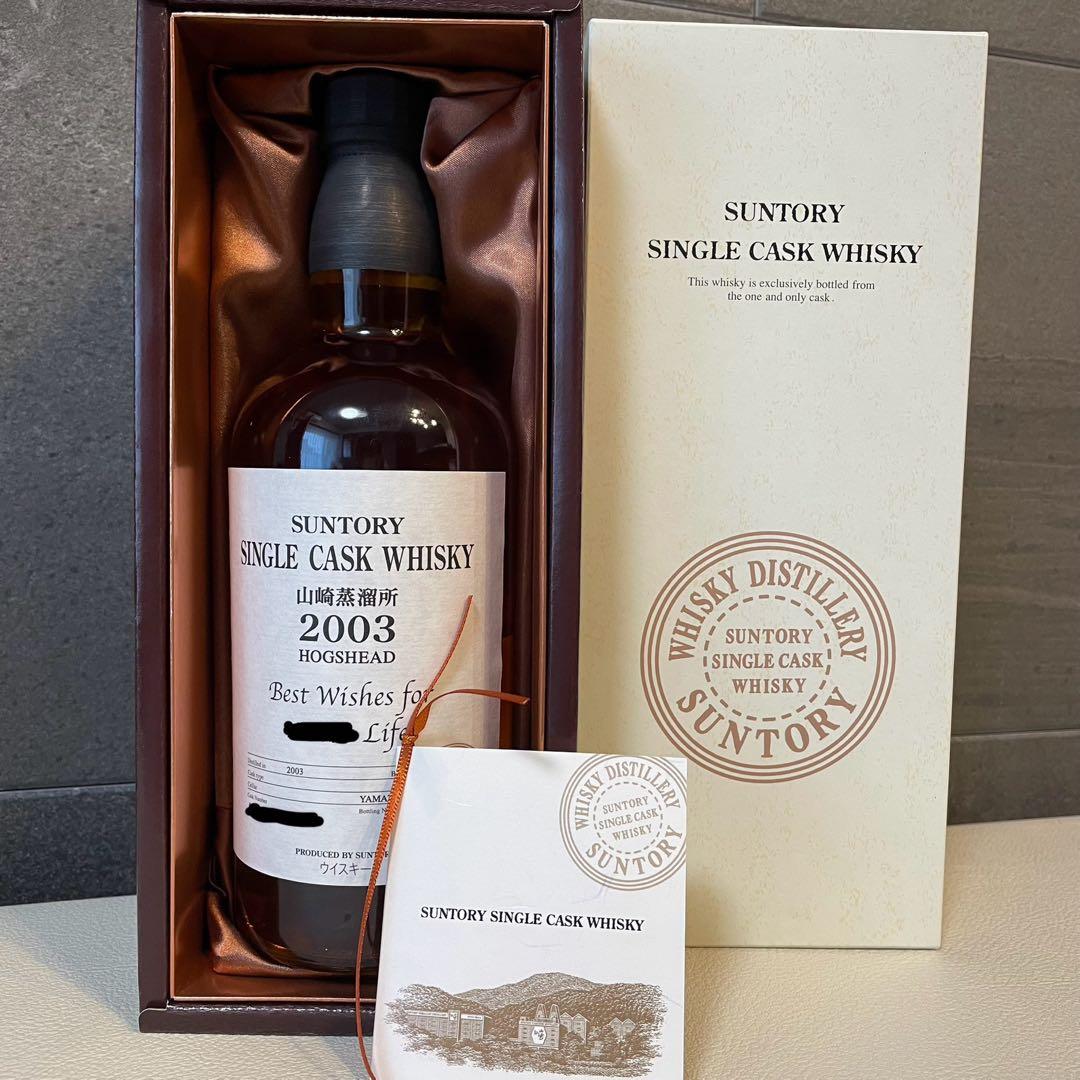 SUNTORY
SINGLE CASK WHISKY
山崎蒸溜所
2003
HOGSHEAD
Best Wishes for
Life
Distilled in 2003
Cask type
Cellar
Cask Number
Bottling
PRODUCED BY
ウイスキー
SUNTORY
SINGLE CASK WHISKY
This whisky is exclusively bottled from
the one and only cask.
WHISKY DISTILLERY
SUNTORY
SINGLE CASK
WHISKY
SUNTORY
WHISKY DISTILLERY
SUNTORY
SINGLE CASK
WHISKY
SUNTORY
SUNTORY SINGLE CASK WHISKY